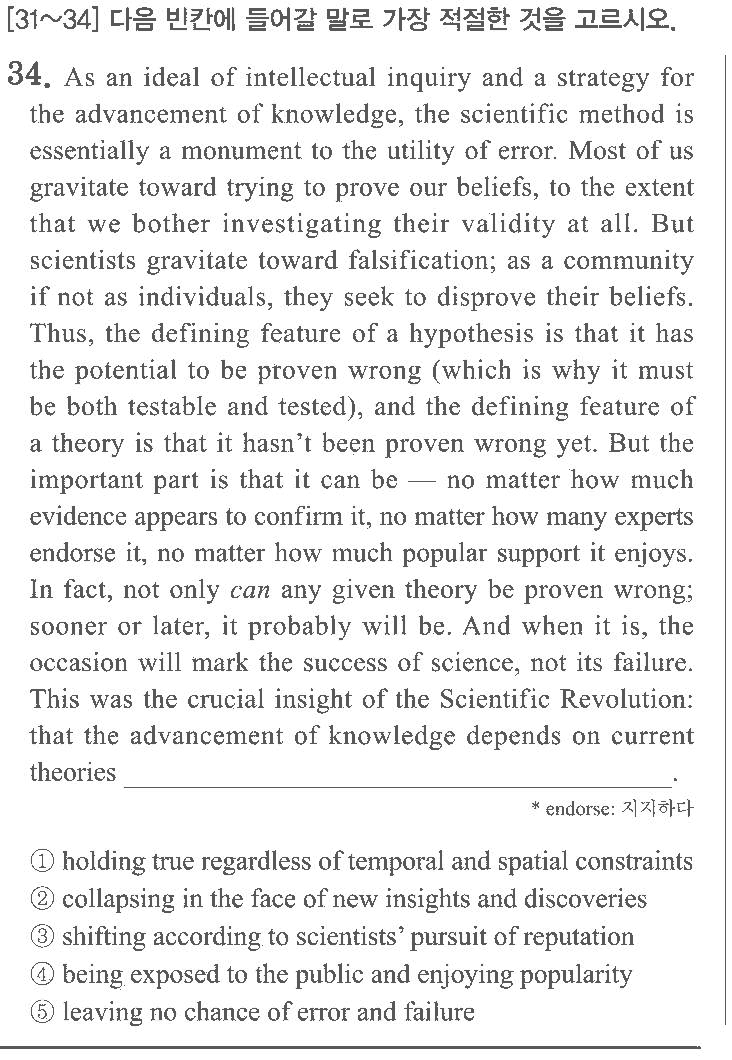 [31～34] 다음 빈칸에 들어갈 말로 가장 적절한 것을 고르시오.
34. As an ideal of intellectual inquiry and a strategy for
the advancement of knowledge, the scientific method is
essentially a monument to the utility of error. Most of us
gravitate toward trying to prove our beliefs, to the extent
that we bother investigating their validity at all. But
scientists gravitate toward falsification; as a community
if not as individuals, they seek to disprove their beliefs.
Thus, the defining feature of a hypothesis is that it has
the potential to be proven wrong (which is why it must
be both testable and tested), and the defining feature of
a theory is that it hasn't been proven wrong yet. But the
important part is that it can be — no matter how much
evidence appears to confirm it, no matter how many experts
endorse it, no matter how much popular support it enjoys.
In fact, not only can any given theory be proven wrong;
sooner or later, it probably will be. And when it is, the
occasion will mark the success of science, not its failure.
This was the crucial insight of the Scientific Revolution:
that the advancement of knowledge depends on current
theories ____________________.
* endorse: 지지하다
① holding true regardless of temporal and spatial constraints
② collapsing in the face of new insights and discoveries
③ shifting according to scientists' pursuit of reputation
④ being exposed to the public and enjoying popularity
⑤ leaving no chance of error and failure